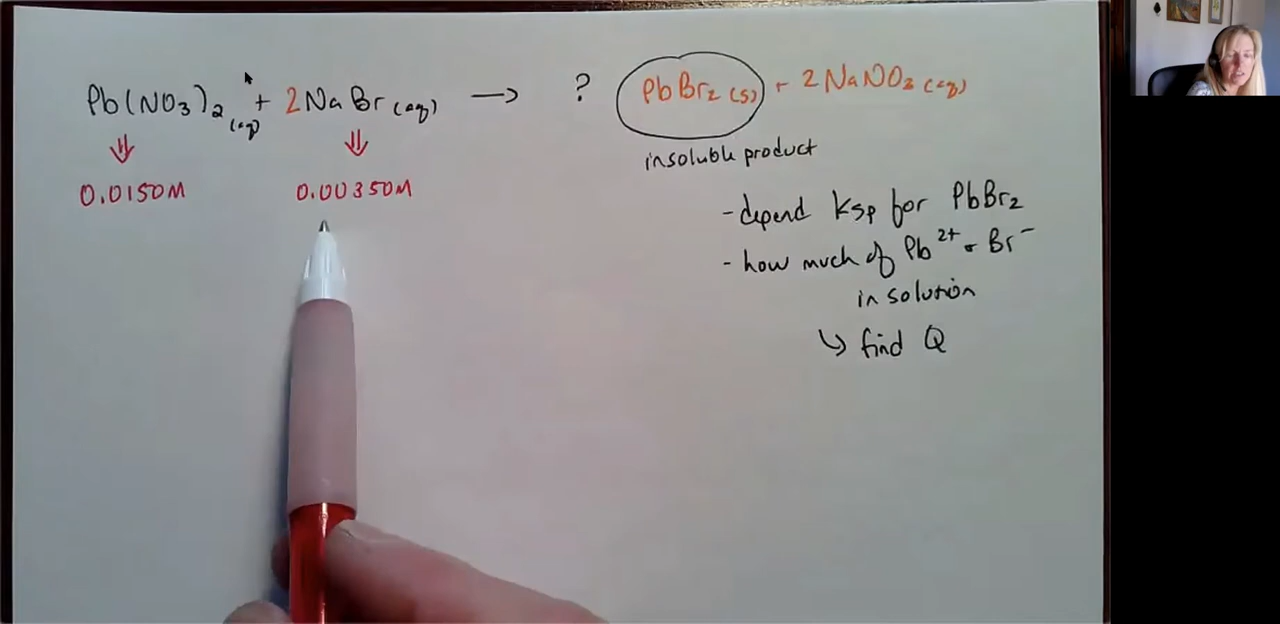 Pb(NO3)2 (aq) + 2NaBr (aq) → ? PbBr2 (s) + 2NaNO3 (aq)
⇓ ⇓
insoluble product
0.0150M 0.00350M
- depend ksp for PbBr2
- how much of Pb2+ & Br−
in solution
↳ find Q